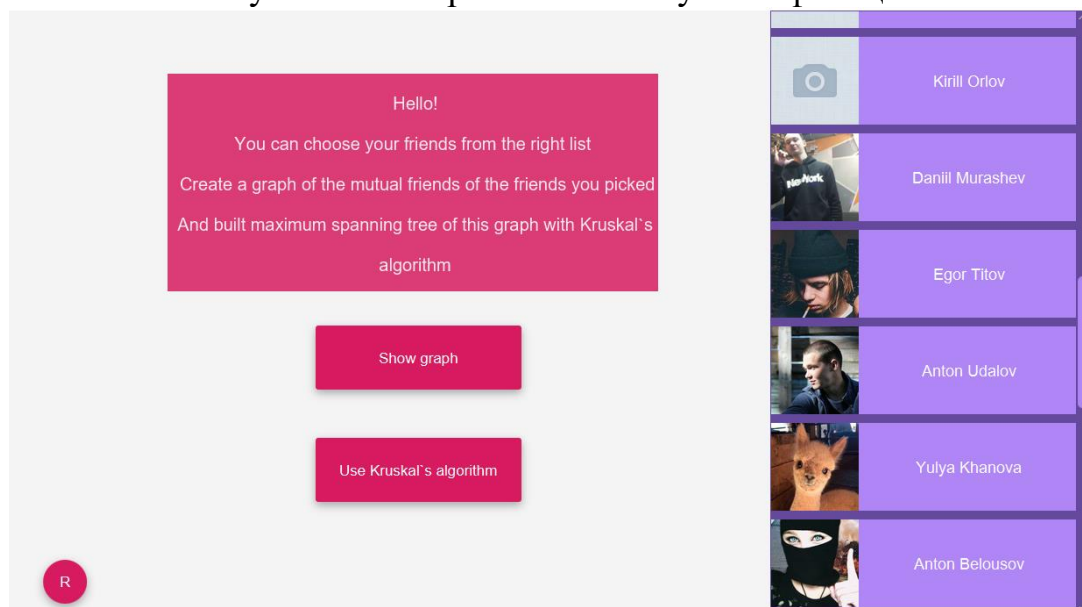 Hello!
You can choose your friends from the right list
Create a graph of the mutual friends of the friends you picked
And built maximum spanning tree of this graph with Kruskal`s
algorithm
Show graph
Use Kruskal`s algorithm
R
Kirill Orlov
Daniil Murashev
NewYork
Egor Titov
Anton Udalov
Yulya Khanova
Anton Belousov